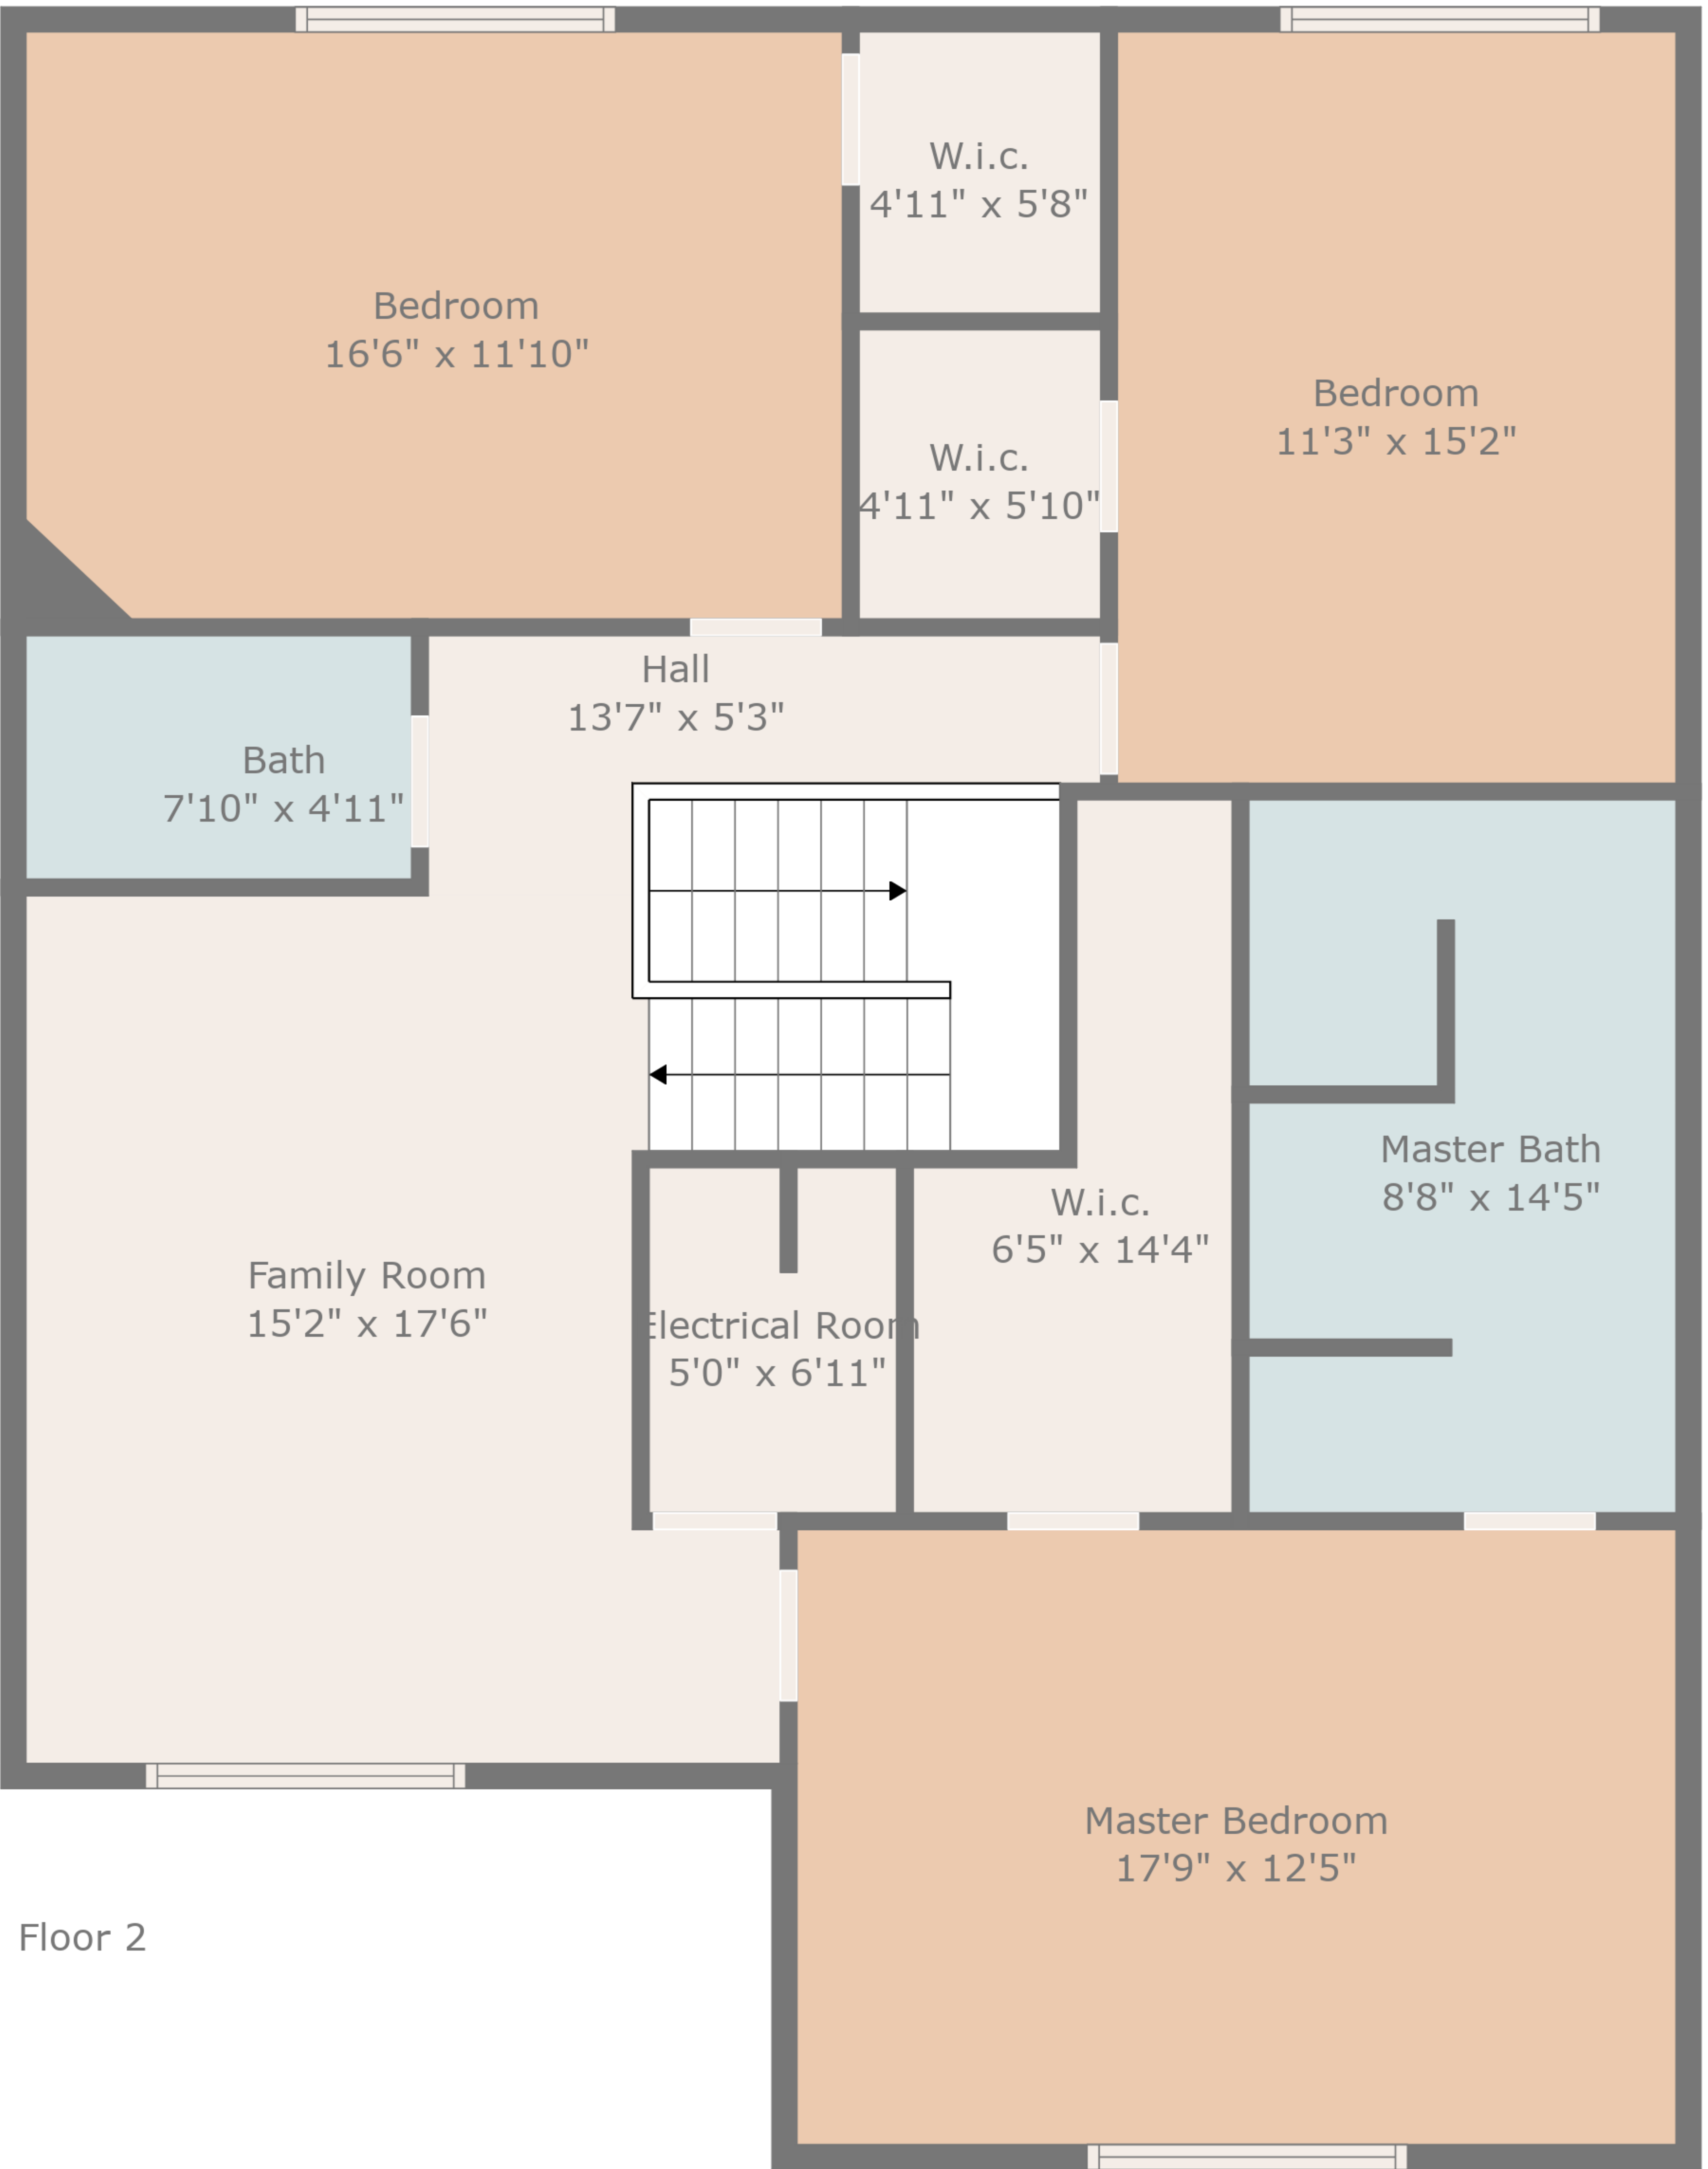 W.i.c.
4'11" x 5'8"
Bedroom
16'6" x 11'10"
Bedroom
11'3" x 15'2"
W.i.c.
4'11" x 5'10"
Hall
13'7" x 5'3"
Bath
7'10" x 4'11"
Master Bath
8'8" x 14'5"
W.i.c.
6'5" x 14'4"
Family Room
15'2" x 17'6"
Electrical Room
5'0" x 6'11"
Master Bedroom
17'9" x 12'5"
Floor 2